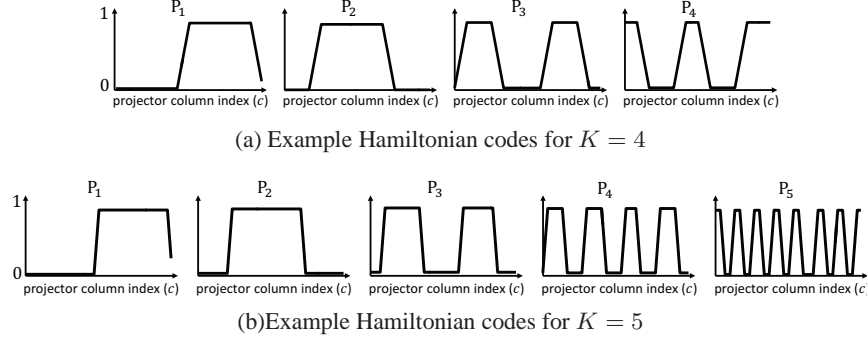 P₁ P₂ P₃ P₄
1
0
projector column index (c) projector column index (c) projector column index (c) projector column index (c)
(a) Example Hamiltonian codes for K = 4
P₁ P₂ P₃ P₄ P₅
1
0
projector column index (c) projector column index (c) projector column index (c) projector column index (c) projector column index (c)
(b)Example Hamiltonian codes for K = 5